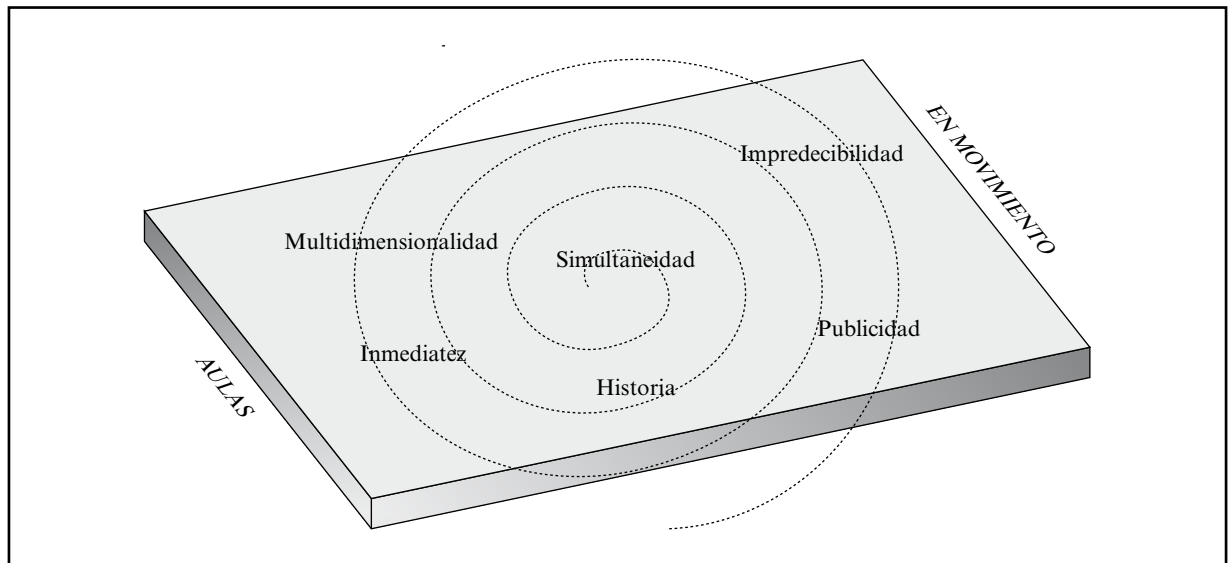 Impredecibilidad
EN MOVIMIENTO
Multidimensionalidad
Simultaneidad
Publicidad
Inmediatez
Historia
AULAS